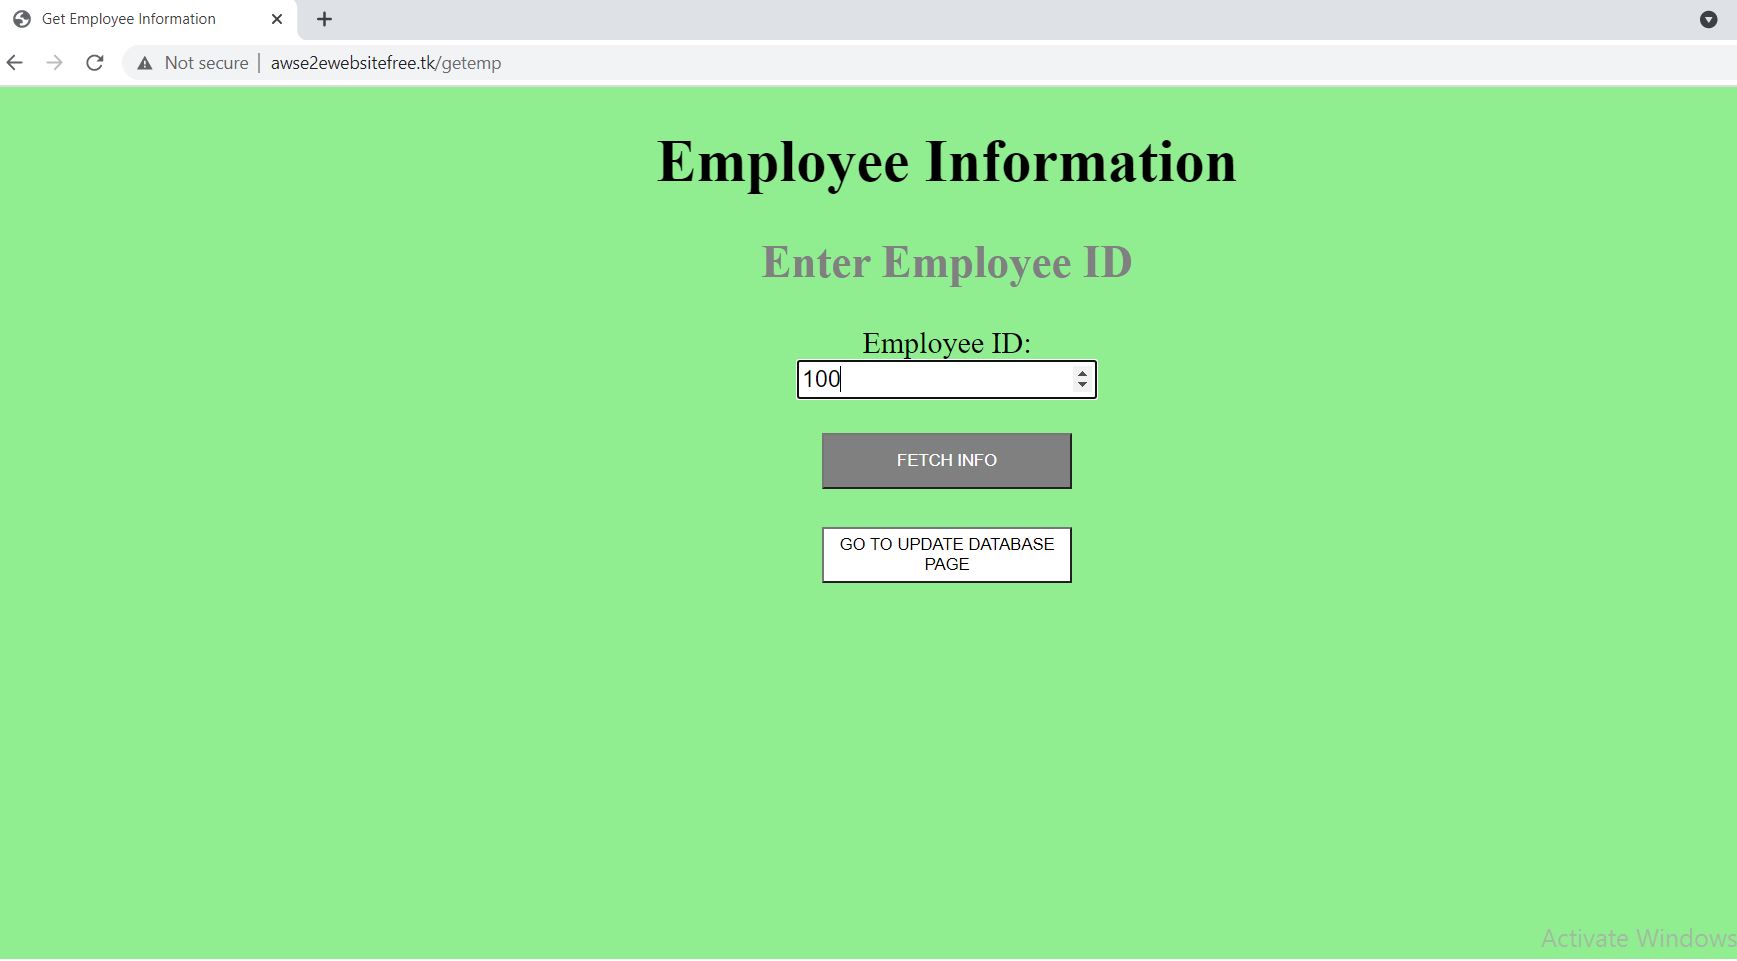 Get Employee Information
Not secure | awse2ewebsitefree.tk/getemp
Employee Information
Enter Employee ID
Employee ID:
100
FETCH INFO
GO TO UPDATE DATABASE
PAGE
Activate Windows